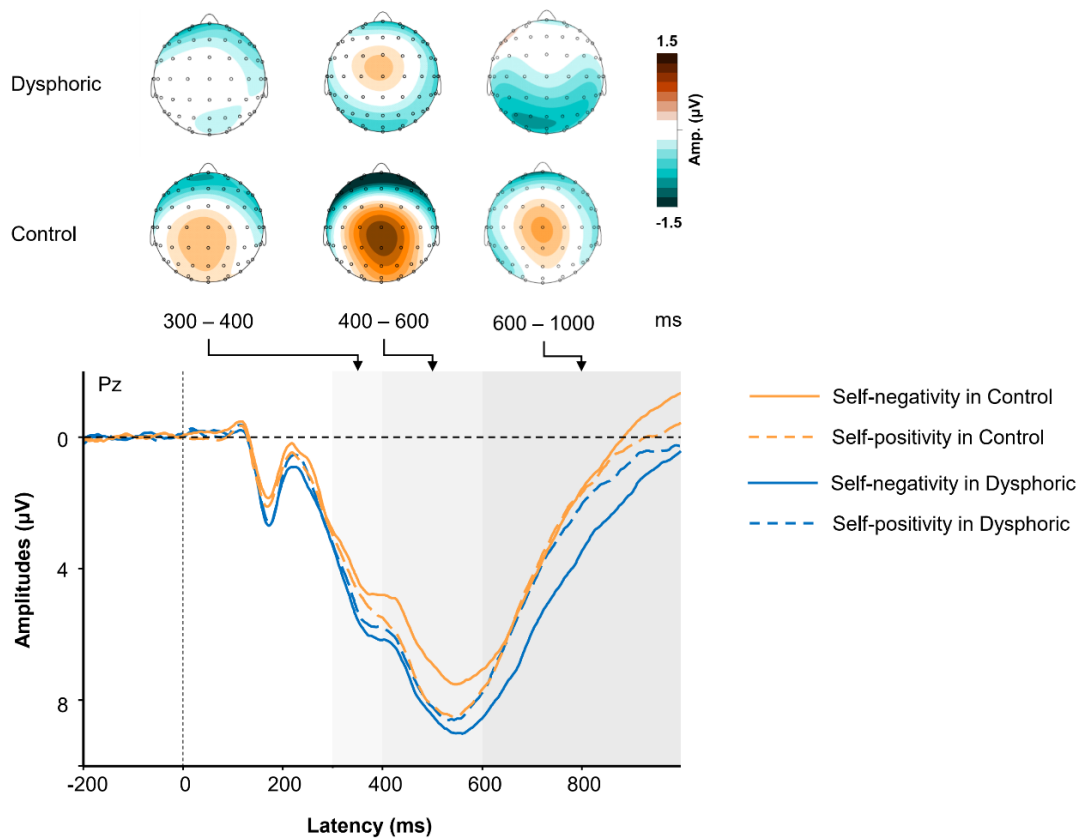 Dysphoric
1.5
Amp. (µV)
-1.5
Control
300 – 400
400 – 600
600 – 1000
ms
Pz
0
4
8
Amplitudes (µV)
-200
0
200
400
600
800
Latency (ms)
Self-negativity in Control
Self-positivity in Control
Self-negativity in Dysphoric
Self-positivity in Dysphoric